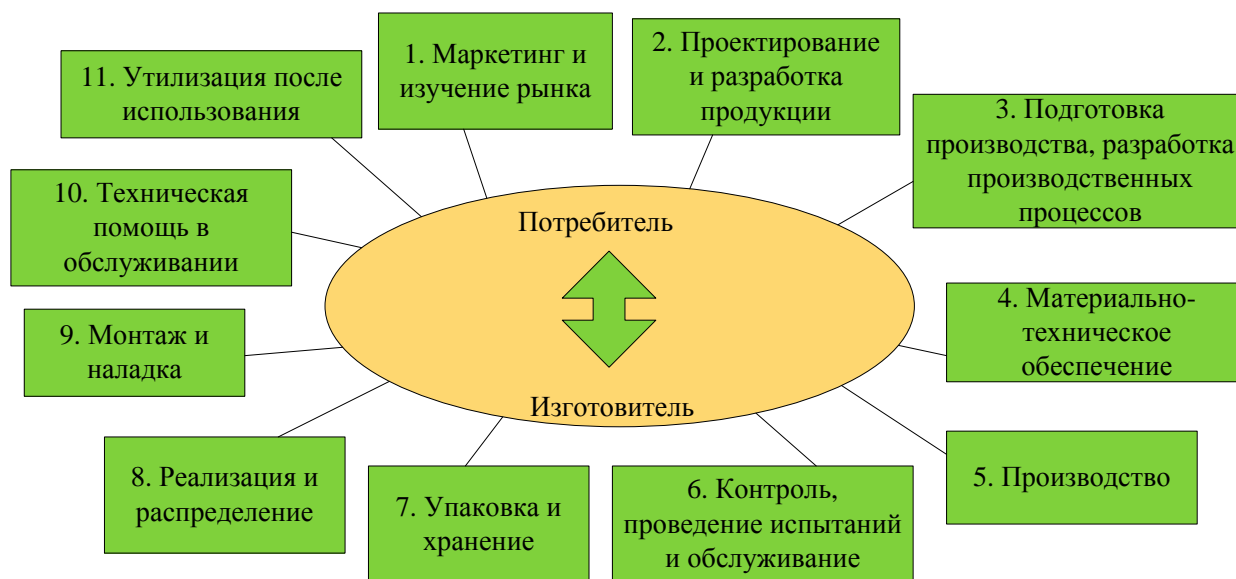 1. Маркетинг и
изучение рынка
2. Проектирование
и разработка
продукции
3. Подготовка
производства, разработка
производственных
процессов
4. Материально-
техническое
обеспечение
5. Производство
6. Контроль,
проведение испытаний
и обслуживание
7. Упаковка и
хранение
8. Реализация и
распределение
9. Монтаж и
наладка
10. Техническая
помощь в
обслуживании
11. Утилизация после
использования
Потребитель
Изготовитель